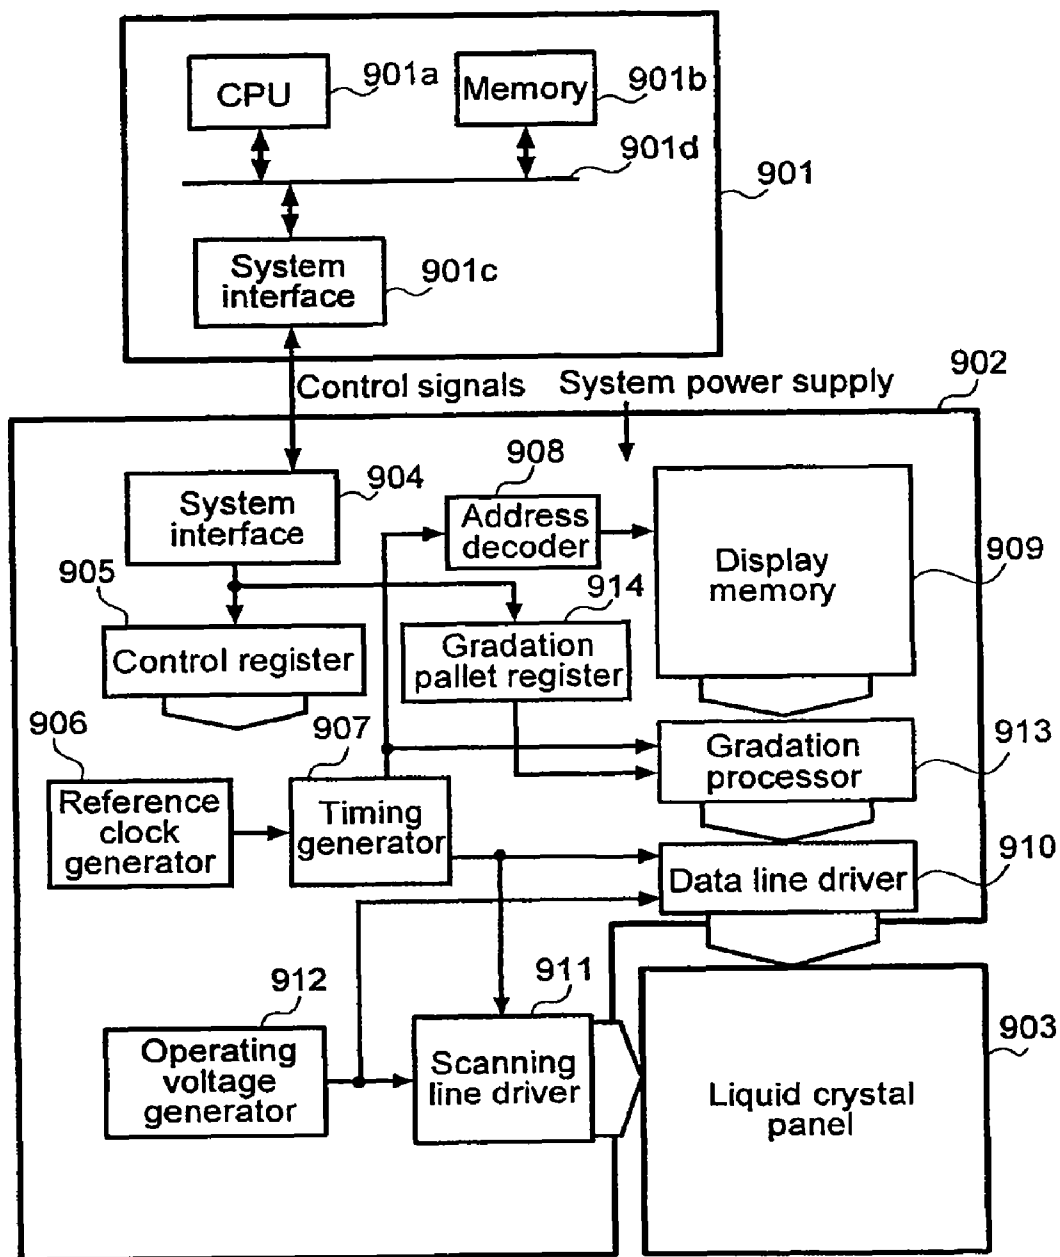 CPU
901a
Memory
901b
901d
901
System
interface
901c
Control signals
System power supply
902
System
interface
904
908
Address
decoder
Display
memory
909
905
914
Control register
Gradation
pallet register
906
907
Gradation
processor
913
Reference
clock
generator
Timing
generator
910
Data line driver
912
911
Operating
voltage
generator
Scanning
line driver
903
Liquid crystal
panel